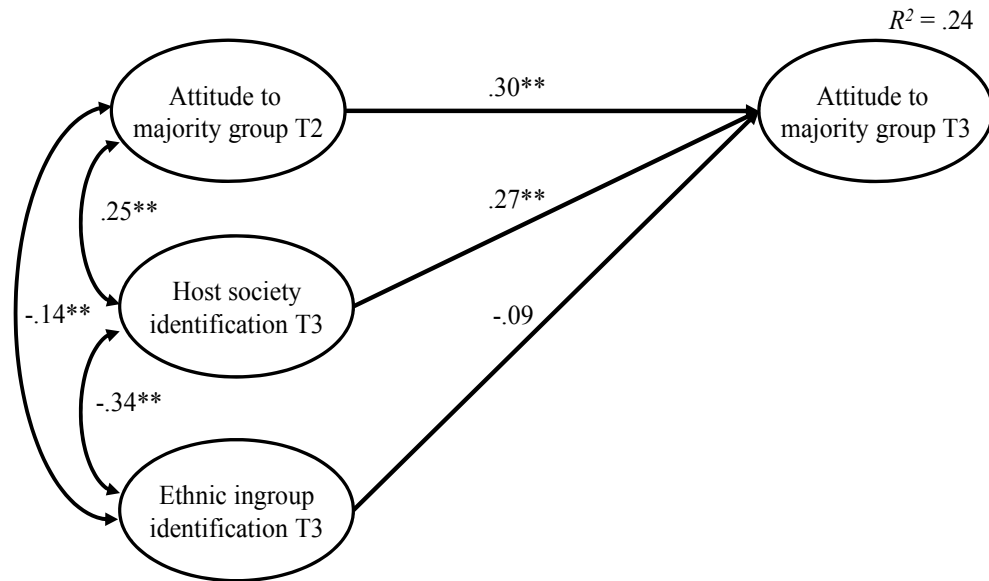 R² = .24
Attitude to
majority group T2
.30**
Attitude to
majority group T3
.25**
.27**
Host society
identification T3
-.14**
-.09
-.34**
Ethnic ingroup
identification T3